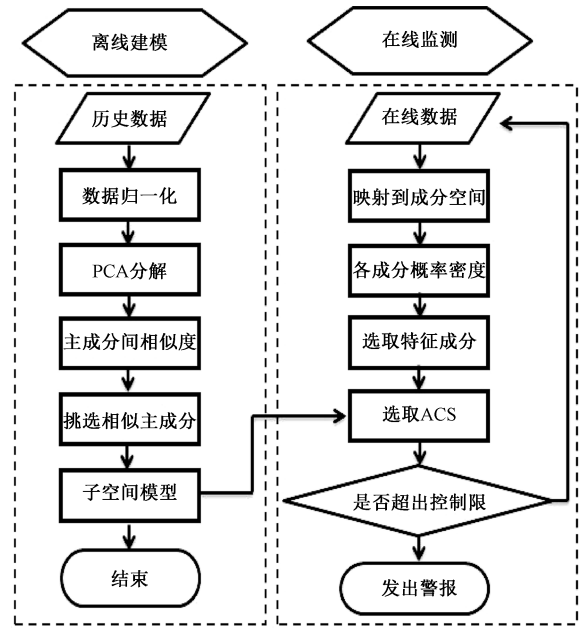 离线建模
在线监测
历史数据
数据归一化
PCA分解
主成分间相似度
挑选相似主成分
子空间模型
结束
在线数据
映射到成分空间
各成分概率密度
选取特征成分
选取ACS
是否超出控制限
发出警报